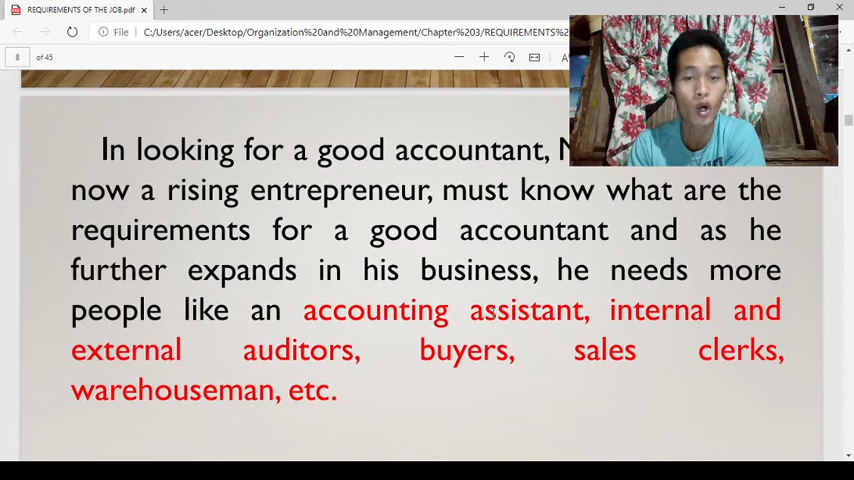 REQUIREMENTS OF THE JOB.pdf
File C:/Users/acer/Desktop/Organization%20and%20Management/Chapter%203/REQUIREMENTS%2
8 of 45
In looking for a good accountant,
now a rising entrepreneur, must know what are the
requirements for a good accountant and as he
further expands in his business, he needs more
people like an accounting assistant, internal and
external auditors, buyers, sales clerks,
warehouseman, etc.